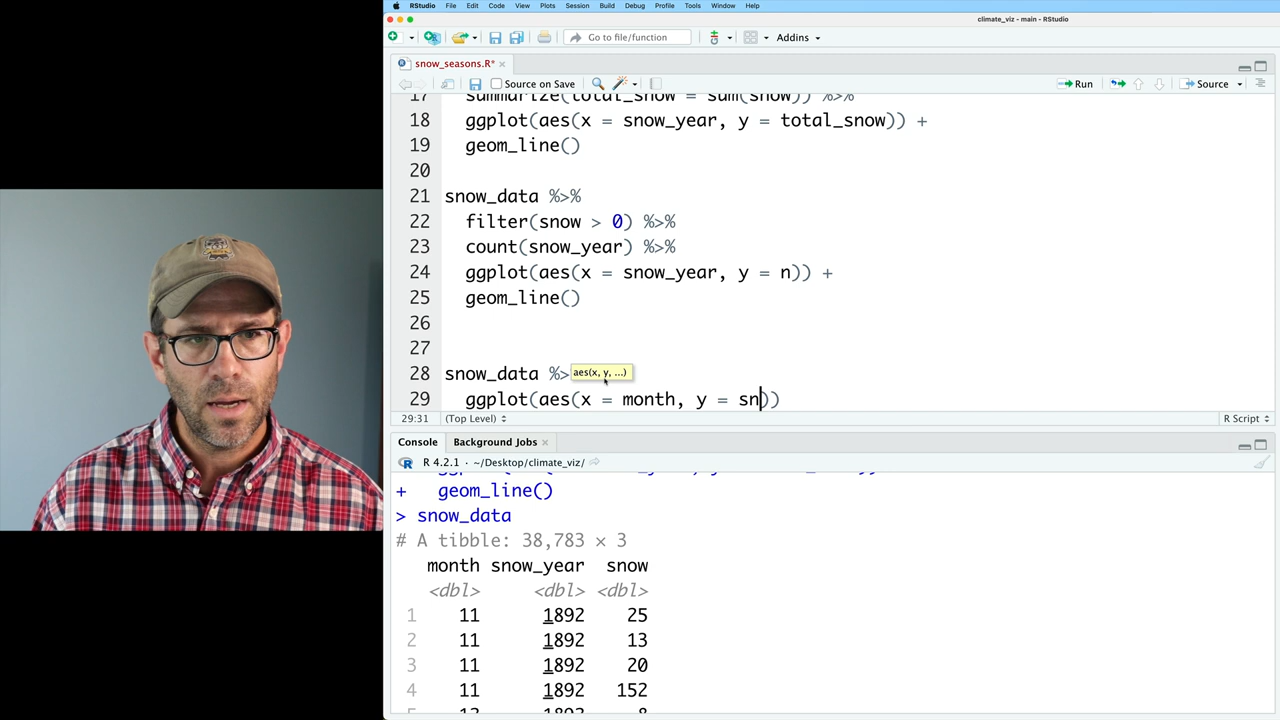 RStudio File Edit Code View Plots Session Build Debug Profile Tools Window Help
climate_viz - main - RStudio
Go to file/function Addins
snow_seasons.R*
Source on Save Run Source
17 summarize(total_snow = sum(snow)) %>%
18 ggplot(aes(x = snow_year, y = total_snow)) +
19 geom_line()
20
21 snow_data %>%
22 filter(snow > 0) %>%
23 count(snow_year) %>%
24 ggplot(aes(x = snow_year, y = n)) +
25 geom_line()
26
27
aes(x, y, ...)
28 snow_data %>
29 ggplot(aes(x = month, y = sn))
29:31 (Top Level) R Script
Console Background Jobs
R 4.2.1 · ~/Desktop/climate_viz/
+ geom_line()
> snow_data
# A tibble: 38,783 × 3
month snow_year snow
<dbl> <dbl> <dbl>
1 11 1892 25
2 11 1892 13
3 11 1892 20
4 11 1892 152